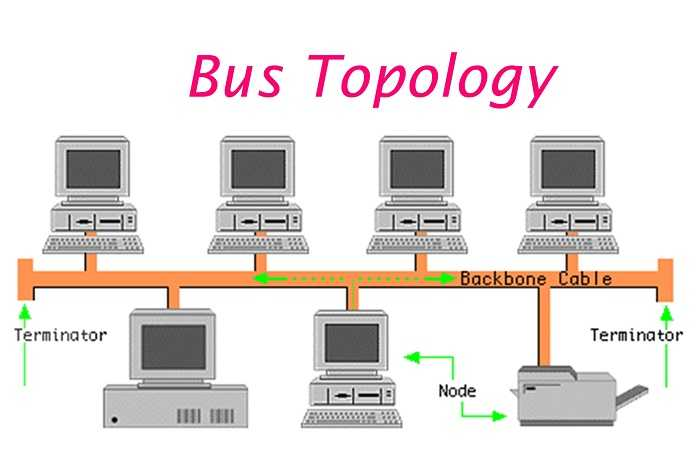 Bus Topology
Backbone Cable
Terminator
Terminator
Node